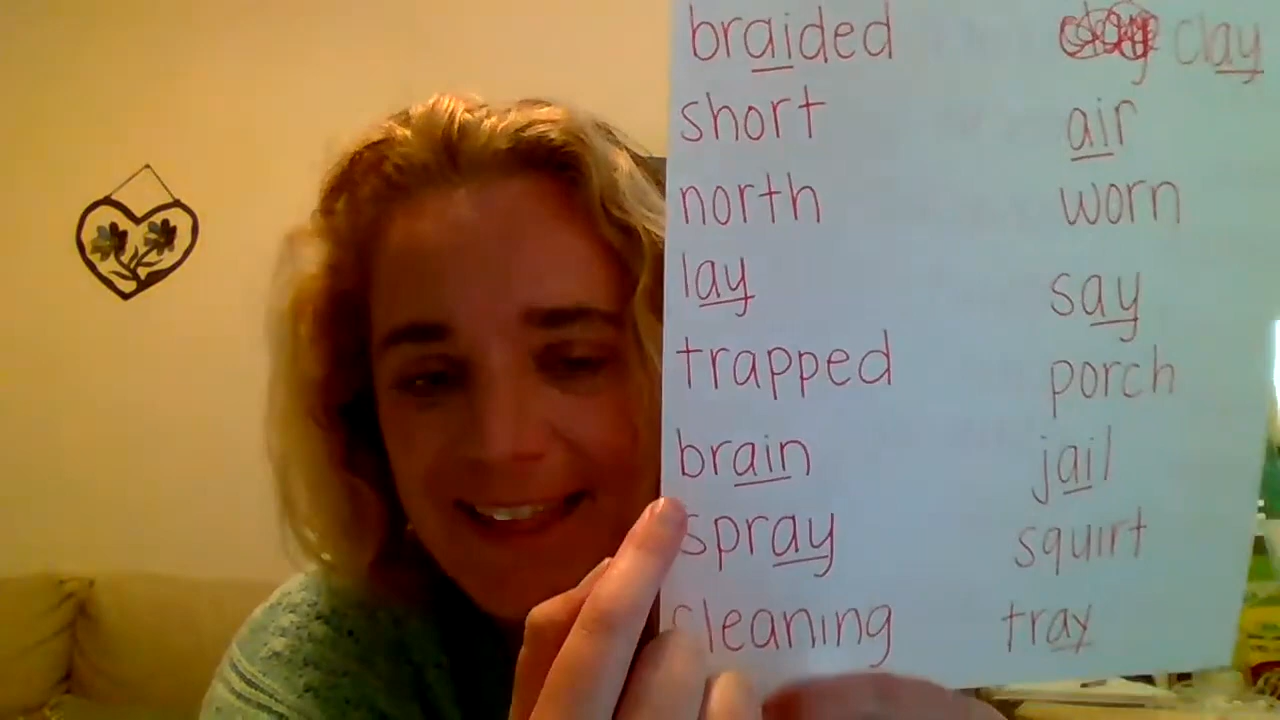 braided clay
short air
north worn
lay say
trapped porch
brain jail
spray squirt
cleaning tray